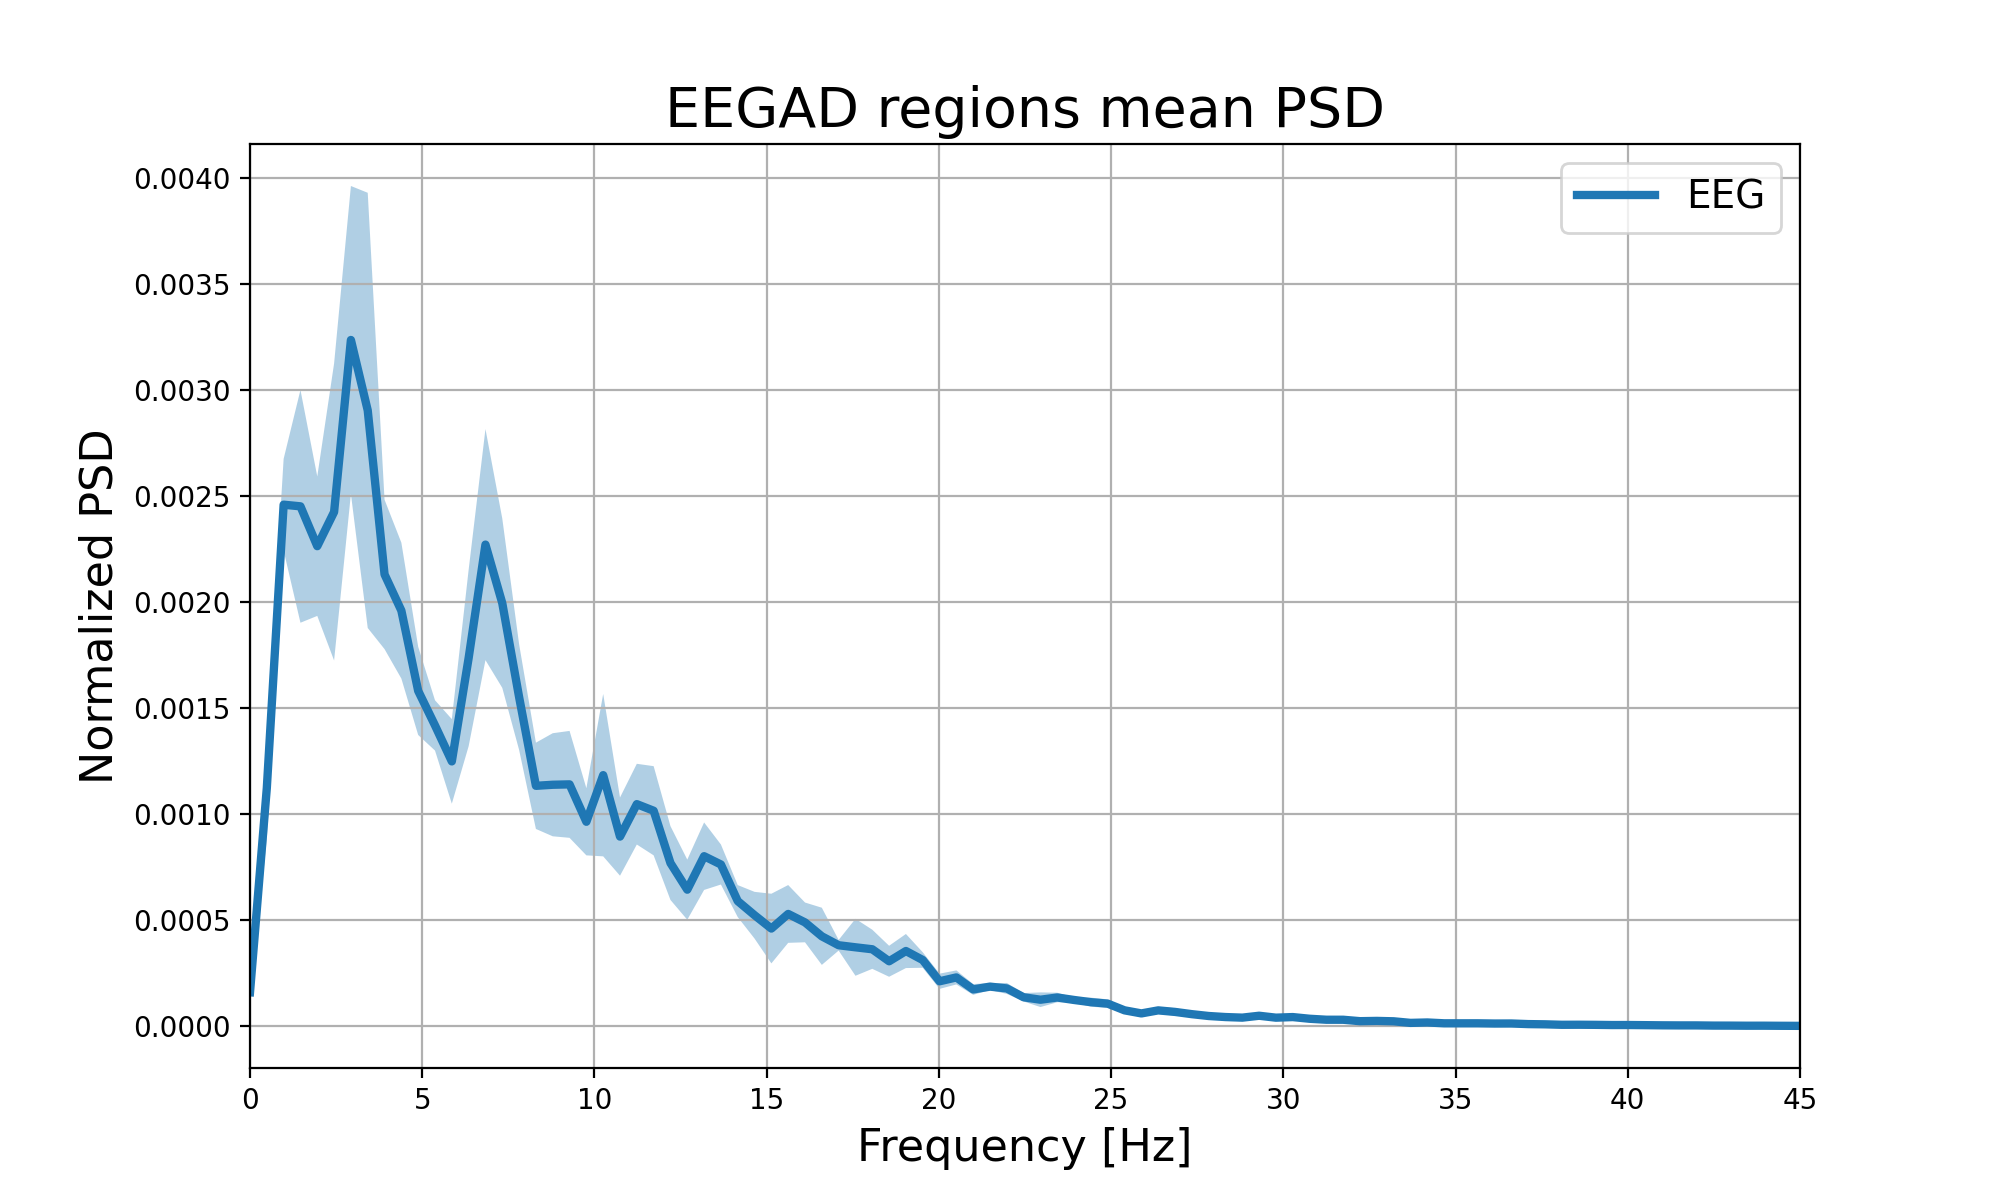 EEGAD regions mean PSD
EEG
Normalized PSD
0.0040
0.0035
0.0030
0.0025
0.0020
0.0015
0.0010
0.0005
0.0000
0 5 10 15 20 25 30 35 40 45
Frequency [Hz]